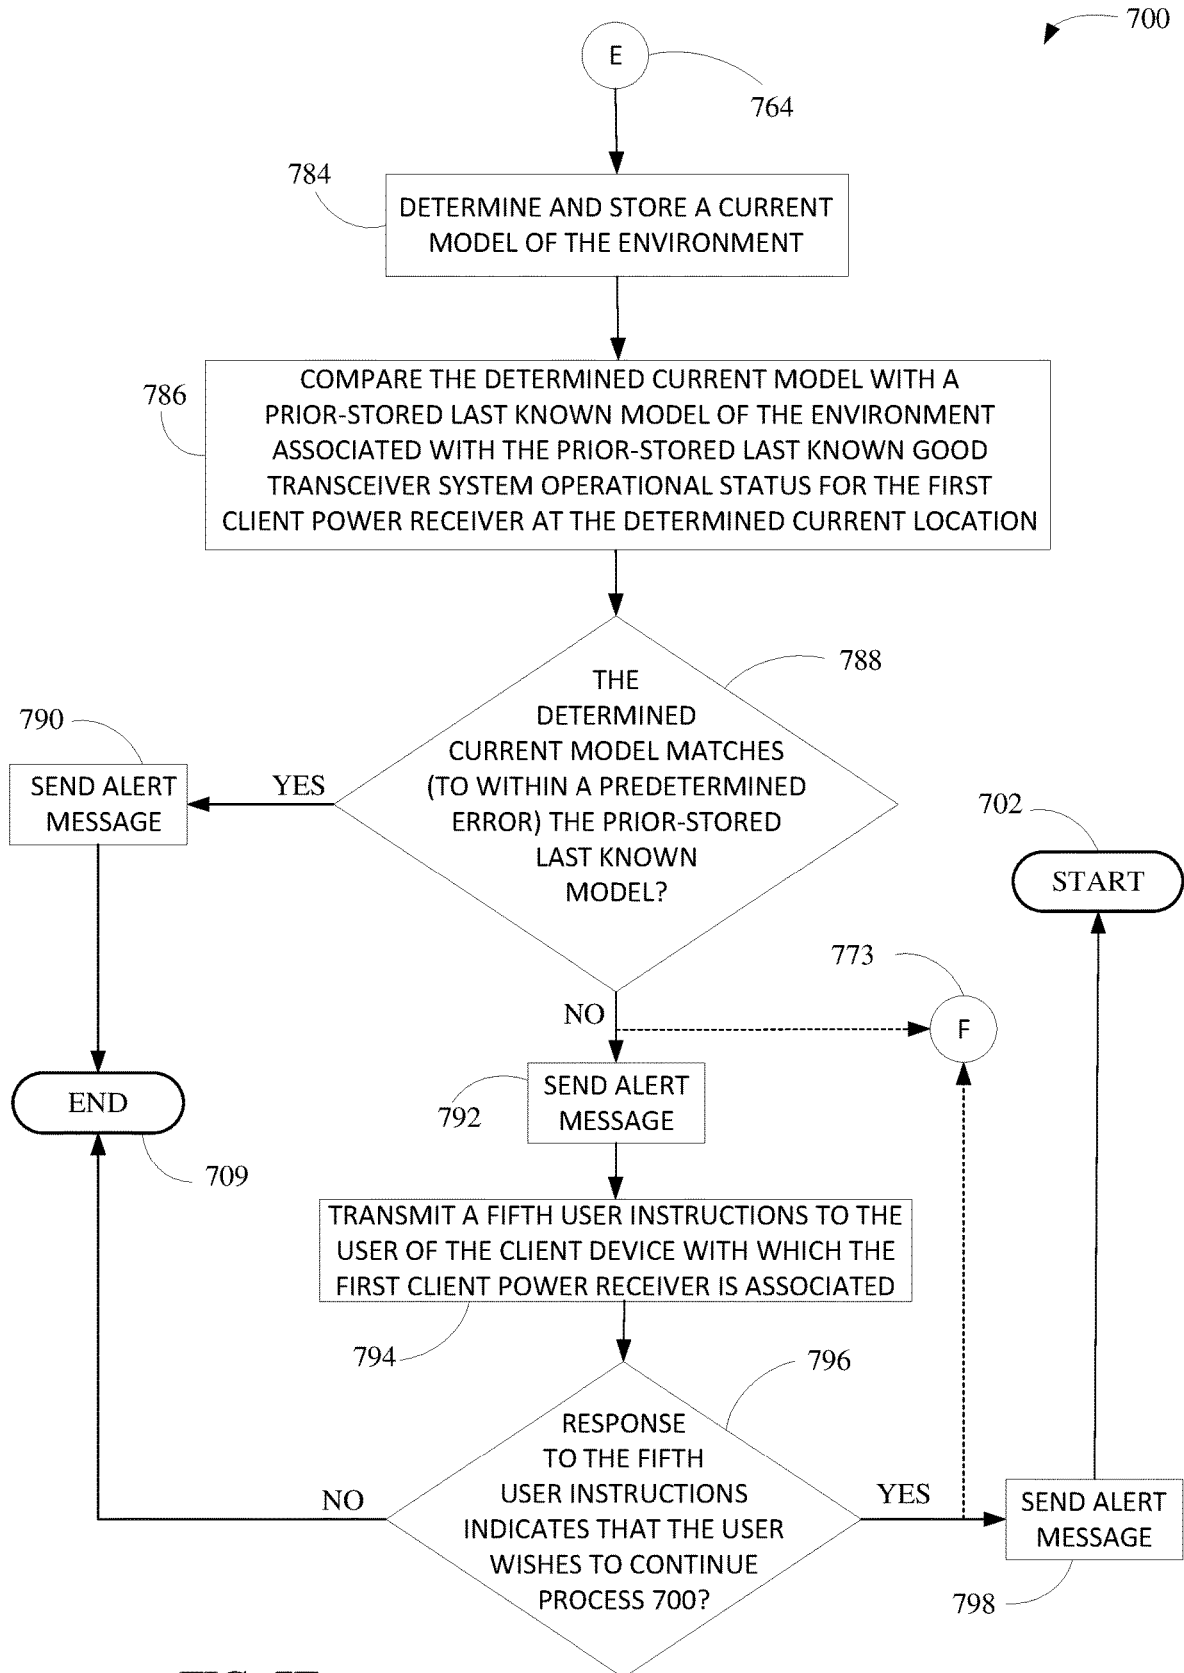 700
E
764
784
DETERMINE AND STORE A CURRENT
MODEL OF THE ENVIRONMENT
786
COMPARE THE DETERMINED CURRENT MODEL WITH A
PRIOR-STORED LAST KNOWN MODEL OF THE ENVIRONMENT
ASSOCIATED WITH THE PRIOR-STORED LAST KNOWN GOOD
TRANSCEIVER SYSTEM OPERATIONAL STATUS FOR THE FIRST
CLIENT POWER RECEIVER AT THE DETERMINED CURRENT LOCATION
788
THE
DETERMINED
CURRENT MODEL MATCHES
(TO WITHIN A PREDETERMINED
ERROR) THE PRIOR-STORED
LAST KNOWN
MODEL?
YES
790
SEND ALERT
MESSAGE
702
START
773
F
NO
792
SEND ALERT
MESSAGE
END
709
TRANSMIT A FIFTH USER INSTRUCTIONS TO THE
USER OF THE CLIENT DEVICE WITH WHICH THE
FIRST CLIENT POWER RECEIVER IS ASSOCIATED
794
796
RESPONSE
TO THE FIFTH
USER INSTRUCTIONS
INDICATES THAT THE USER
WISHES TO CONTINUE
PROCESS 700?
NO
YES
SEND ALERT
MESSAGE
798